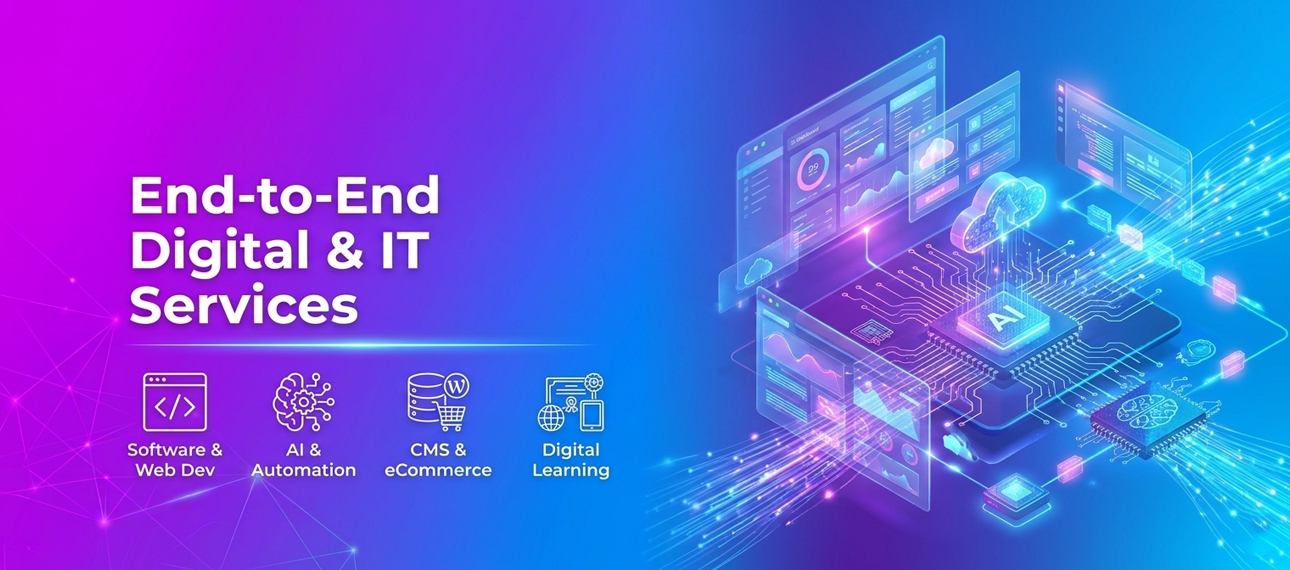 End-to-End
Digital & IT
Services
Software &
Web Dev
AI &
Automation
CMS &
eCommerce
Digital
Learning
AI